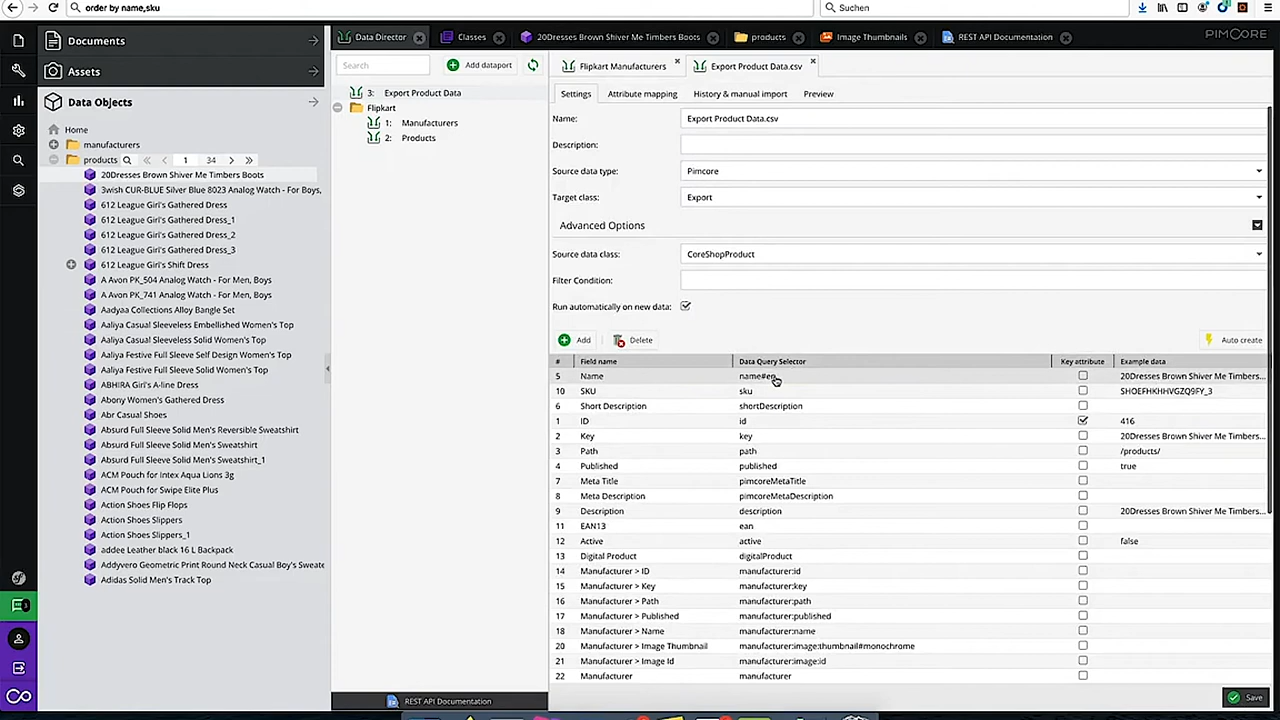 order by name,sku
Suchen
Documents
Assets
Data Objects
Home
manufacturers
products 1 34
20Dresses Brown Shiver Me Timbers Boots
3wish CUR-BLUE Silver Blue 8023 Analog Watch - For Boys,
612 League Girl's Gathered Dress
612 League Girl's Gathered Dress_1
612 League Girl's Gathered Dress_2
612 League Girl's Gathered Dress_3
612 League Girl's Shift Dress
A Avon PK_504 Analog Watch - For Men, Boys
A Avon PK_741 Analog Watch - For Men, Boys
Aadyaa Collections Alloy Bangle Set
Aaliya Casual Sleeveless Embellished Women's Top
Aaliya Casual Sleeveless Solid Women's Top
Aaliya Festive Full Sleeve Self Design Women's Top
Aaliya Festive Full Sleeve Solid Women's Top
ABHIRA Girl's A-line Dress
Abony Women's Gathered Dress
Abr Casual Shoes
Absurd Full Sleeve Solid Men's Reversible Sweatshirt
Absurd Full Sleeve Solid Men's Sweatshirt
Absurd Full Sleeve Solid Men's Sweatshirt_1
ACM Pouch for Intex Aqua Lions 3g
ACM Pouch for Swipe Elite Plus
Action Shoes Flip Flops
Action Shoes Slippers
Action Shoes Slippers_1
addee Leather black 16 L Backpack
Addyvero Geometric Print Round Neck Casual Boy's Sweate
Adidas Solid Men's Track Top
Data Director
Classes
20Dresses Brown Shiver Me Timbers Boots
products
Image Thumbnails
REST API Documentation
PIMCORE
Search
Add dataport
3: Export Product Data
Flipkart
1: Manufacturers
2: Products
REST API Documentation
Flipkart Manufacturers
Export Product Data.csv
Settings
Attribute mapping
History & manual import
Preview
Name: Export Product Data.csv
Description:
Source data type: Pimcore
Target class: Export
Advanced Options
Source data class: CoreShopProduct
Filter Condition:
Run automatically on new data:
Add
Delete
Auto create
# Field name Data Query Selector Key attribute Example data
5 Name name#en 20Dresses Brown Shiver Me Timbers...
10 SKU sku SHOEFHKHHVGZQ9FY_3
6 Short Description shortDescription
1 ID id 416
2 Key key 20Dresses Brown Shiver Me Timbers...
3 Path path /products/
4 Published published true
7 Meta Title pimcoreMetaTitle
8 Meta Description pimcoreMetaDescription
9 Description description 20Dresses Brown Shiver Me Timbers...
11 EAN13 ean
12 Active active false
13 Digital Product digitalProduct
14 Manufacturer > ID manufacturer:id
15 Manufacturer > Key manufacturer:key
16 Manufacturer > Path manufacturer:path
17 Manufacturer > Published manufacturer:published
18 Manufacturer > Name manufacturer:name
20 Manufacturer > Image Thumbnail manufacturer:image:thumbnail#monochrome
21 Manufacturer > Image Id manufacturer:image:id
22 Manufacturer manufacturer
Save